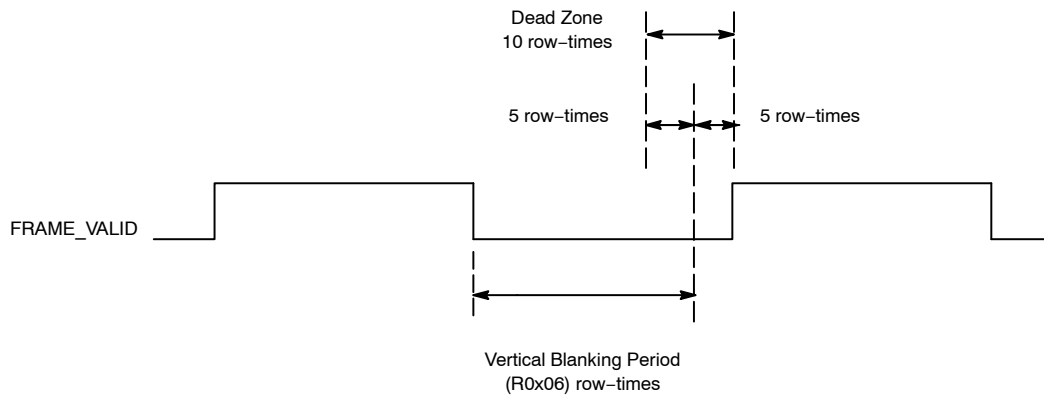 Dead Zone
10 row−times
5 row−times
5 row−times
FRAME_VALID
Vertical Blanking Period
(R0x06) row−times